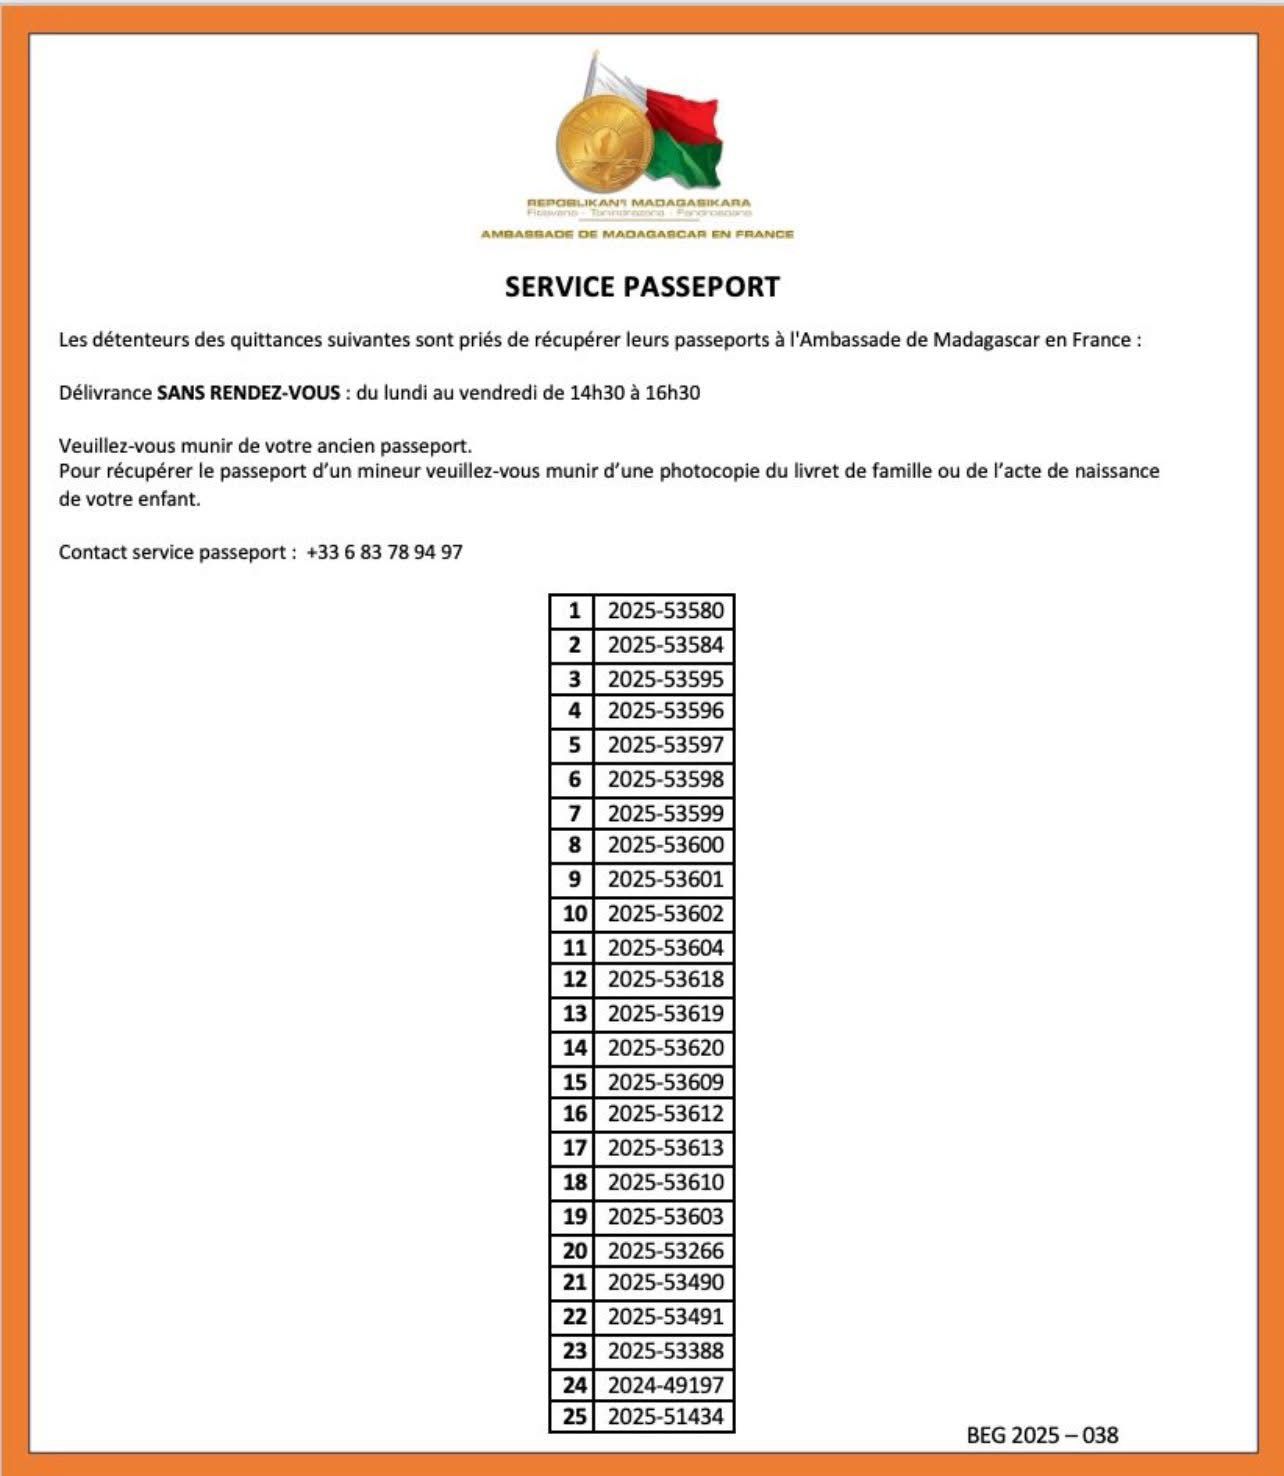 REPOBLIKAN'I MADAGASIKARA
Fitiavana - Tanindrazana - Fandrosoana
AMBASSADE DE MADAGASCAR EN FRANCE
SERVICE PASSEPORT
Les détenteurs des quittances suivantes sont priés de récupérer leurs passeports à l'Ambassade de Madagascar en France :
Délivrance SANS RENDEZ-VOUS : du lundi au vendredi de 14h30 à 16h30
Veuillez-vous munir de votre ancien passeport.
Pour récupérer le passeport d’un mineur veuillez-vous munir d’une photocopie du livret de famille ou de l’acte de naissance
de votre enfant.
Contact service passeport : +33 6 83 78 94 97
1 2025-53580
2 2025-53584
3 2025-53595
4 2025-53596
5 2025-53597
6 2025-53598
7 2025-53599
8 2025-53600
9 2025-53601
10 2025-53602
11 2025-53604
12 2025-53618
13 2025-53619
14 2025-53620
15 2025-53609
16 2025-53612
17 2025-53613
18 2025-53610
19 2025-53603
20 2025-53266
21 2025-53490
22 2025-53491
23 2025-53388
24 2024-49197
25 2025-51434
BEG 2025 – 038